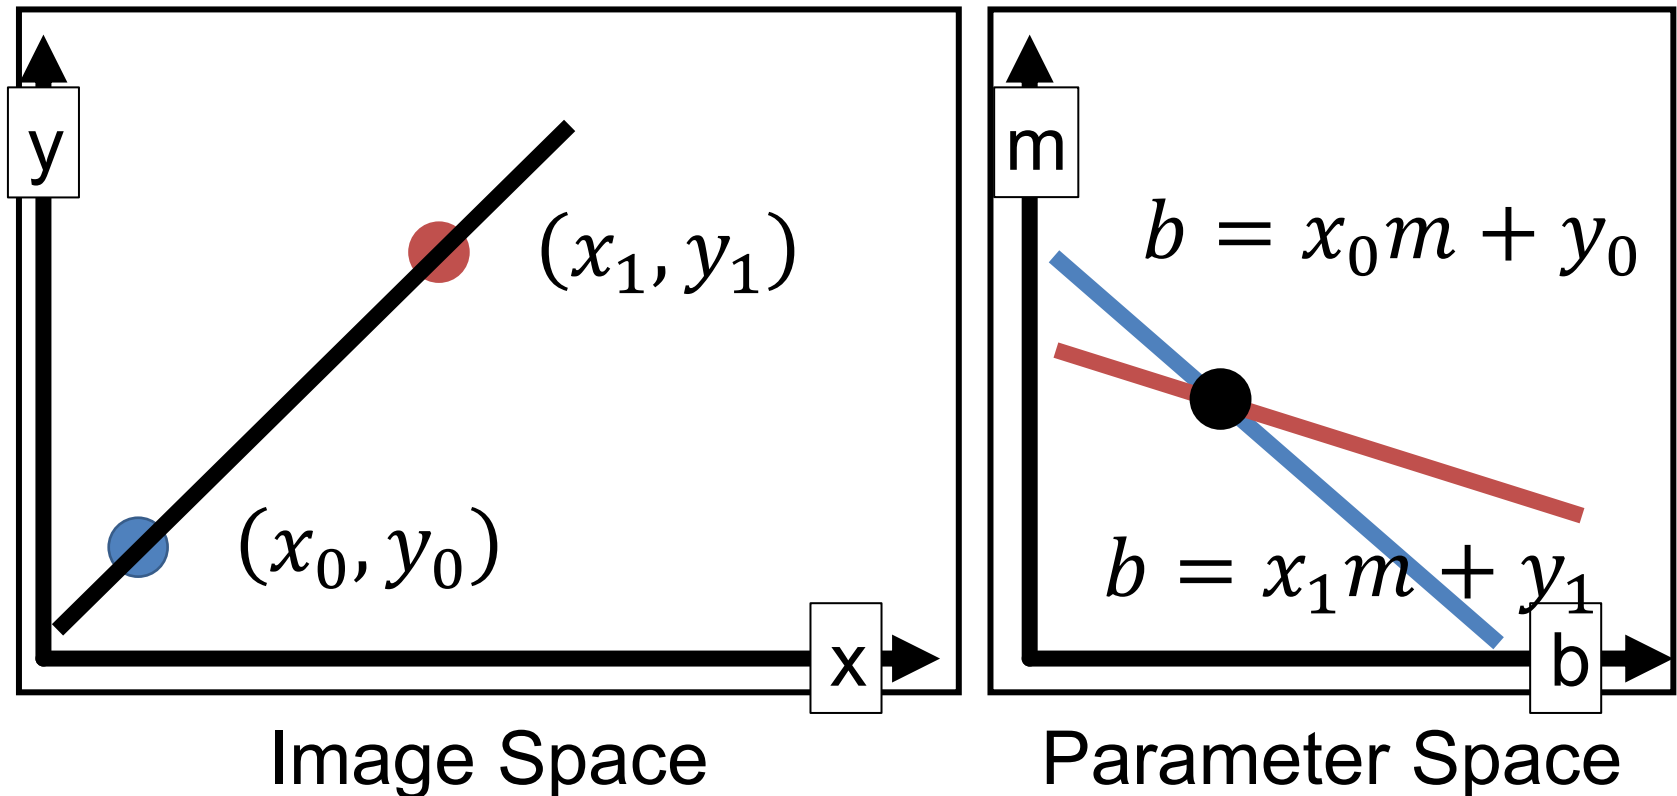 y
(x₁, y₁)
(x₀, y₀)
x
Image Space
m
b = x₀m + y₀
b = x₁m + y₁
b
Parameter Space